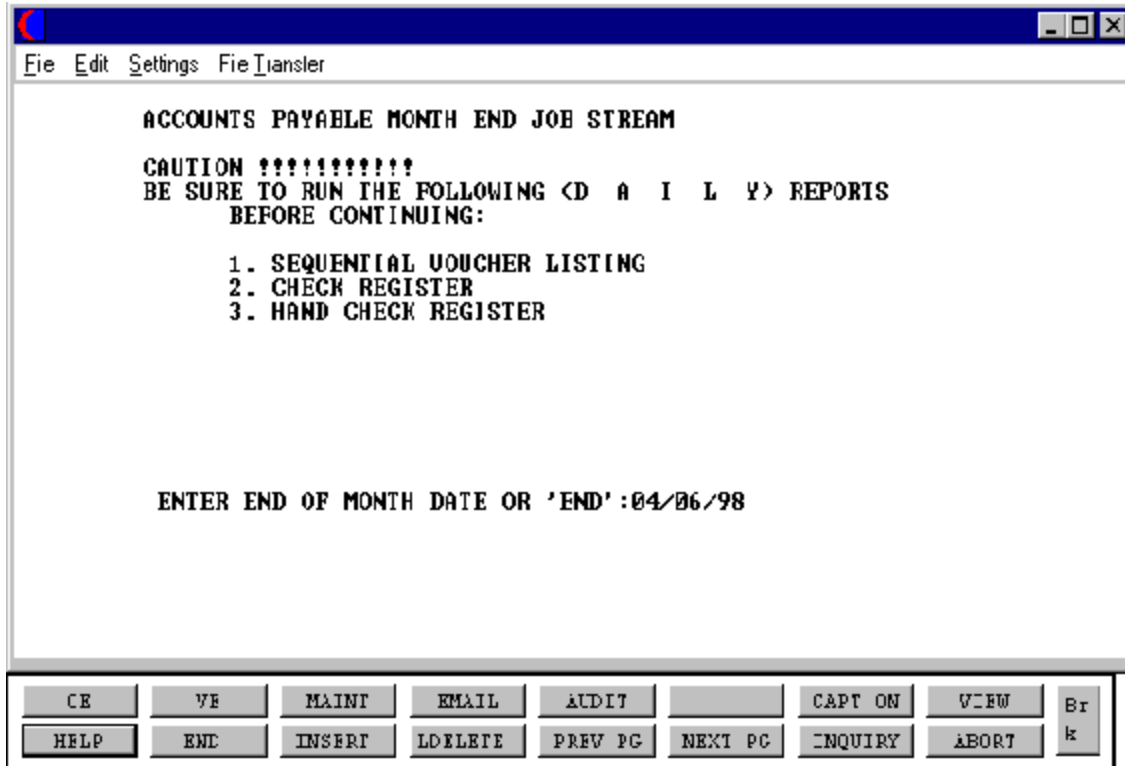 File Edit Settings File Transfer
ACCOUNTS PAYABLE MONTH END JOB STREAM
CAUTION !!!!!!!!!!!
BE SURE TO RUN THE FOLLOWING (D A I L Y) REPORTS
BEFORE CONTINUING:
1. SEQUENTIAL VOUCHER LISTING
2. CHECK REGISTER
3. HAND CHECK REGISTER
ENTER END OF MONTH DATE OR 'END':04/06/98
CE VE MAINT EMAIL AUDIT CAPT ON VIEW Brk
HELP END INSERT LDELETE PREV PG NEXT PG INQUIRY ABORT